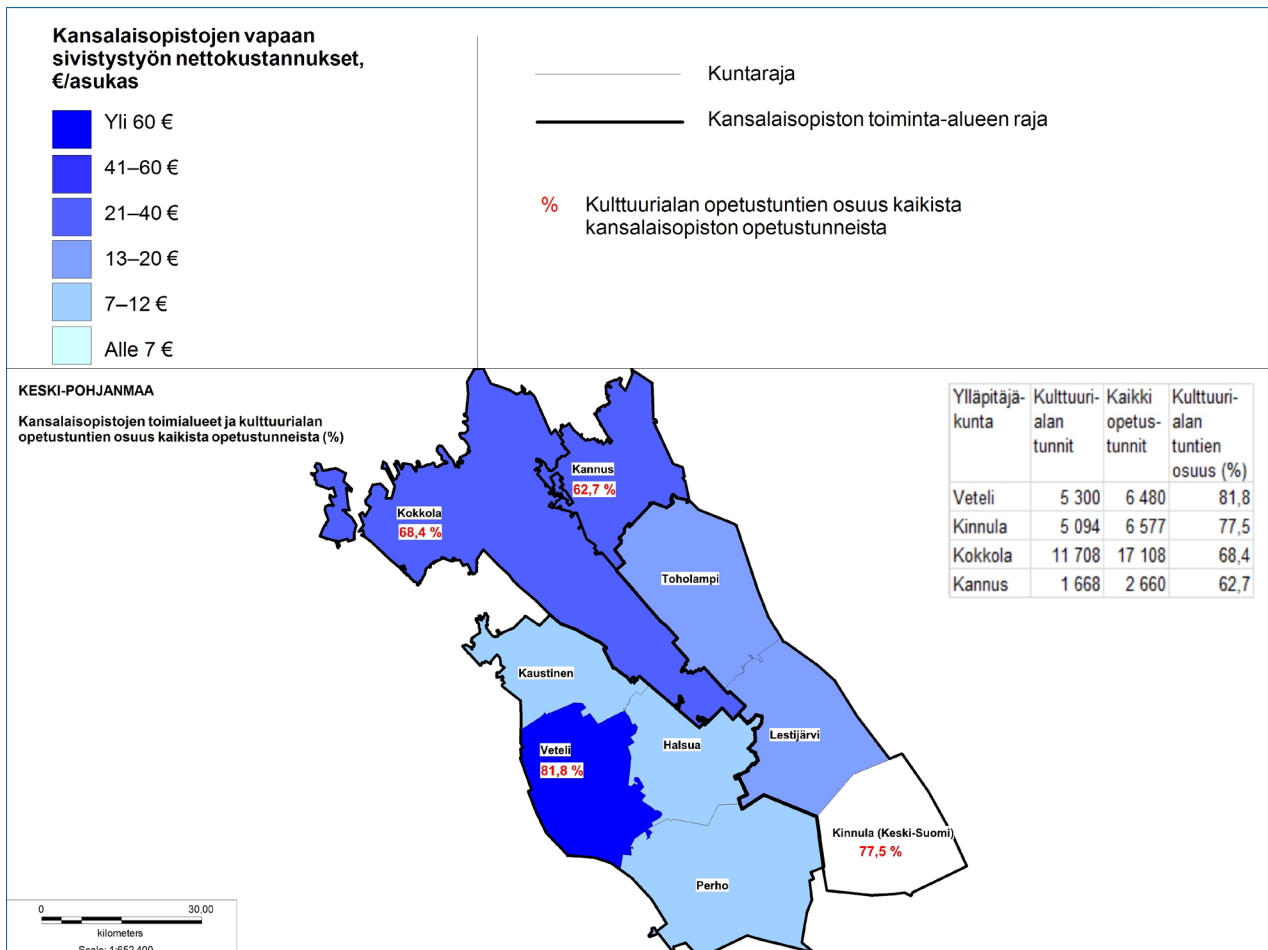 Kansalaisopistojen vapaan
sivistystyön nettokustannukset,
€/asukas
Yli 60 €
41–60 €
21–40 €
13–20 €
7–12 €
Alle 7 €
Kuntaraja
Kansalaisopiston toiminta-alueen raja
% Kulttuurialan opetustuntien osuus kaikista
kansalaisopiston opetustunneista
KESKI-POHJANMAA
Kansalaisopistojen toimialueet ja kulttuurialan
opetustuntien osuus kaikista opetustunneista (%)
Ylläpitäjä- Kulttuuri- Kaikki Kulttuuri-
kunta alan opetus- alan
tunnit tunnit tuntien
osuus (%)
Veteli 5 300 6 480 81,8
Kinnula 5 094 6 577 77,5
Kokkola 11 708 17 108 68,4
Kannus 1 668 2 660 62,7
Kannus
62,7 %
Kokkola
68,4 %
Toholampi
Kaustinen
Lestijärvi
Halsua
Veteli
81,8 %
Kinnula (Keski-Suomi)
77,5 %
Perho
0 30,00
kilometers
Scale: 1:652 400